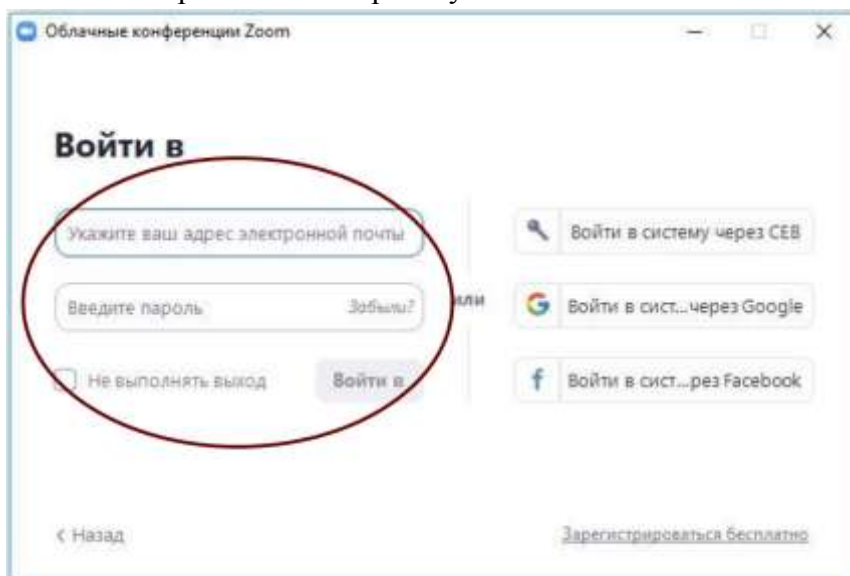 Облачные конференции Zoom
Войти в
Укажите ваш адрес электронной почты
Введите пароль Забыли?
Не выполнять выход Войти в
или
Войти в систему через СЕВ
Войти в сист...через Google
Войти в сист...рез Facebook
< Назад
Зарегистрироваться бесплатно